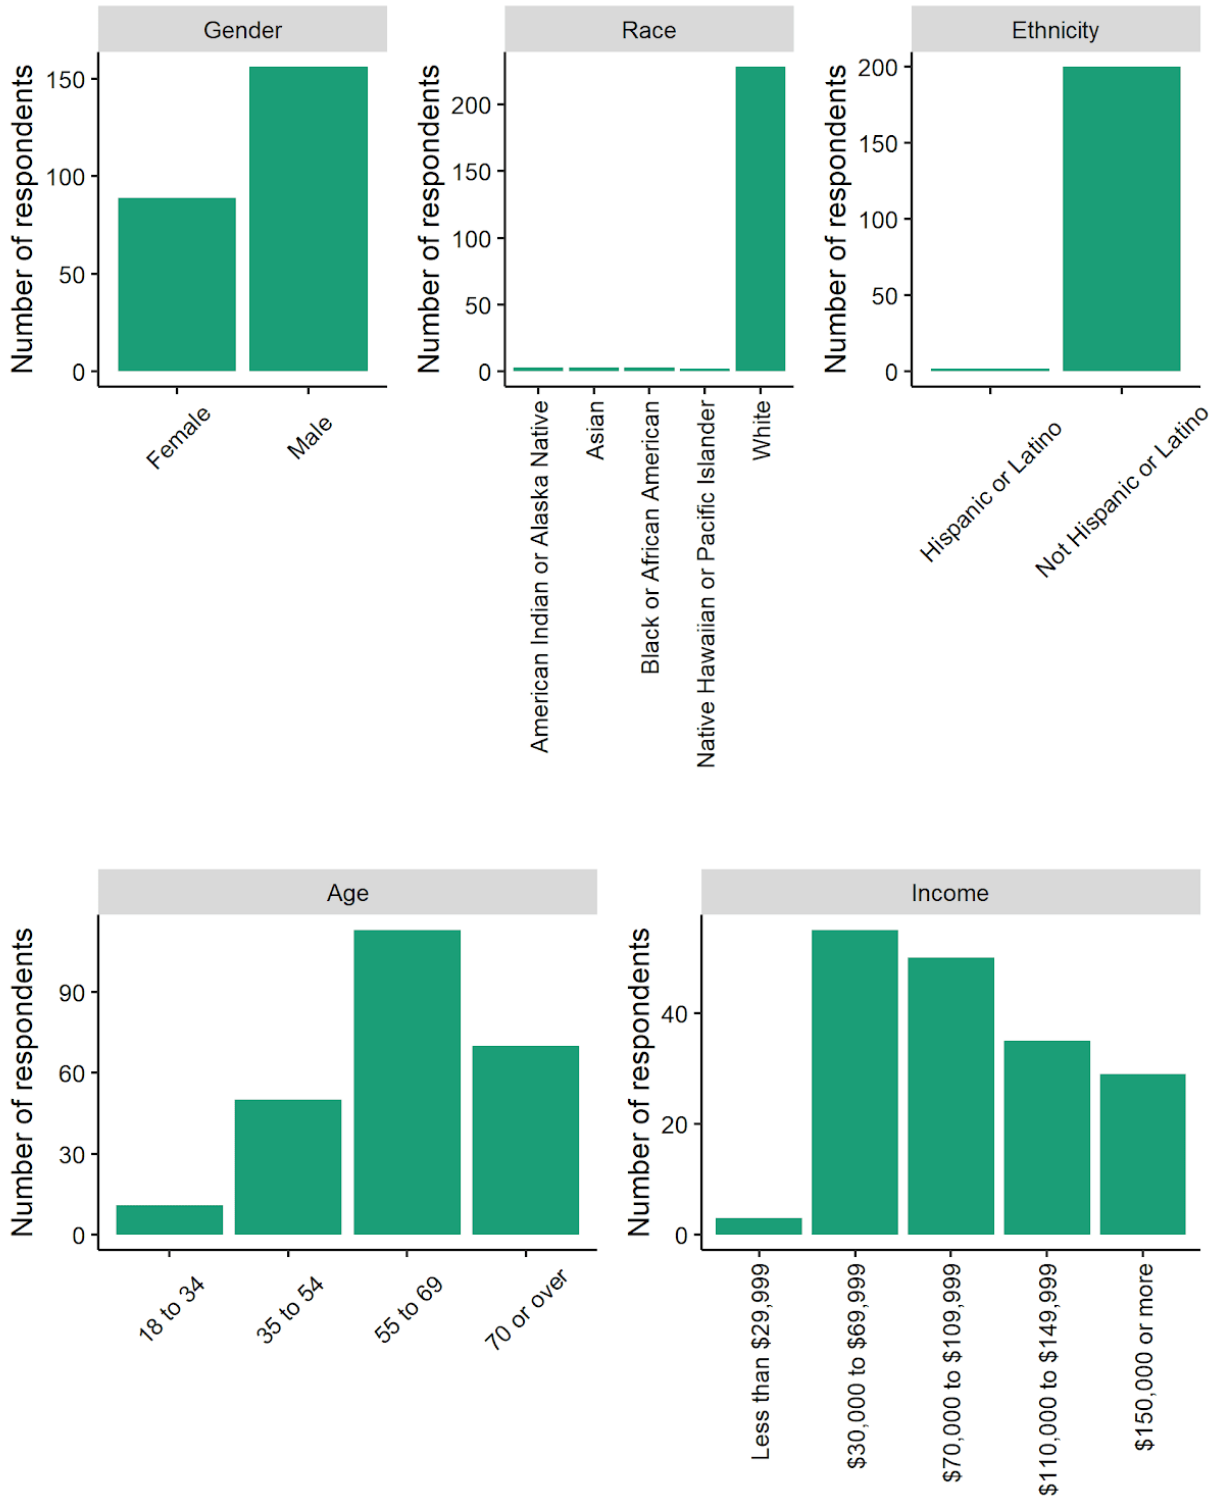 Gender
Number of respondents
150
100
50
0
Female
Male
Race
Number of respondents
200
150
100
50
0
American Indian or Alaska Native
Asian
Black or African American
Native Hawaiian or Pacific Islander
White
Ethnicity
Number of respondents
200
150
100
50
0
Hispanic or Latino
Not Hispanic or Latino
Age
Number of respondents
90
60
30
0
18 to 34
35 to 54
55 to 69
70 or over
Income
Number of respondents
40
20
0
Less than $29,999
$30,000 to $69,999
$70,000 to $109,999
$110,000 to $149,999
$150,000 or more